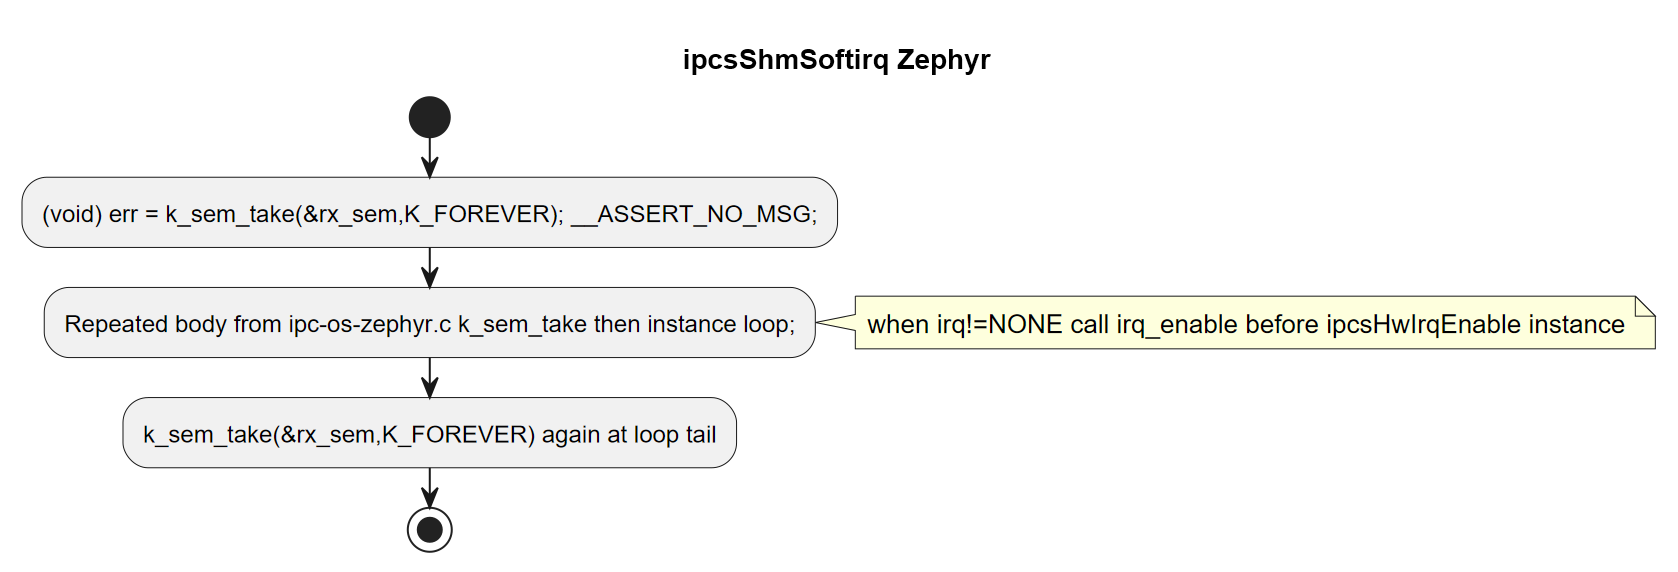 ipcsShmSoftirq Zephyr
(void) err = k_sem_take(&rx_sem,K_FOREVER); __ASSERT_NO_MSG;
Repeated body from ipc-os-zephyr.c k_sem_take then instance loop;
when irq!=NONE call irq_enable before ipcsHwIrqEnable instance
k_sem_take(&rx_sem,K_FOREVER) again at loop tail